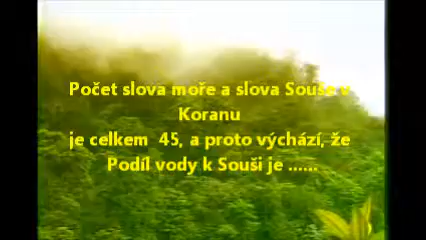 Počet slova moře a slova Souše v
Koranu
je celkem 45, a proto výchází, že
Podíl vody k Souši je ......